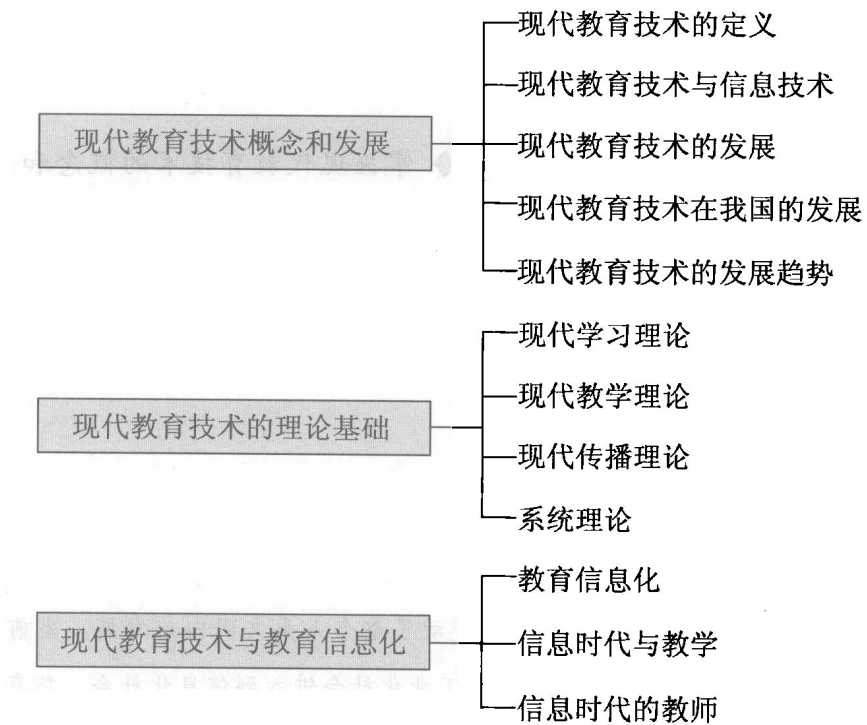 现代教育技术概念和发展
现代教育技术的定义
现代教育技术与信息技术
现代教育技术的发展
现代教育技术在我国的发展
现代教育技术的发展趋势
现代教育技术的理论基础
现代学习理论
现代教学理论
现代传播理论
系统理论
现代教育技术与教育信息化
教育信息化
信息时代与教学
信息时代的教师